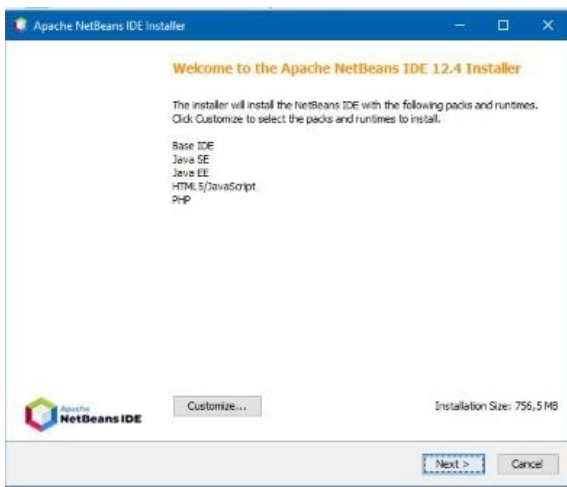 Apache NetBeans IDE Installer
Welcome to the Apache NetBeans IDE 12.4 Installer
The installer will install the NetBeans IDE with the following packs and runtimes.
Click Customize to select the packs and runtimes to install.
Base IDE
Java SE
Java EE
HTML5/JavaScript
PHP
Apache
NetBeans IDE
Customize...
Installation Size: 756,5 MB
Next >
Cancel